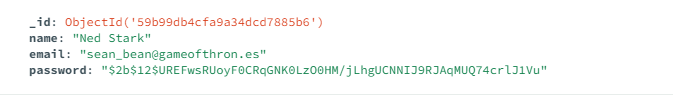 _id: ObjectId('59b99db4cfa9a34dcd7885b6')
name: "Ned Stark"
email: "sean_bean@gameofthron.es"
password: "$2b$12$UREFwsRUoyF0CRqGNK0LzO0HM/jLhgUCNNIJ9RJAqMUQ74crlJ1Vu"